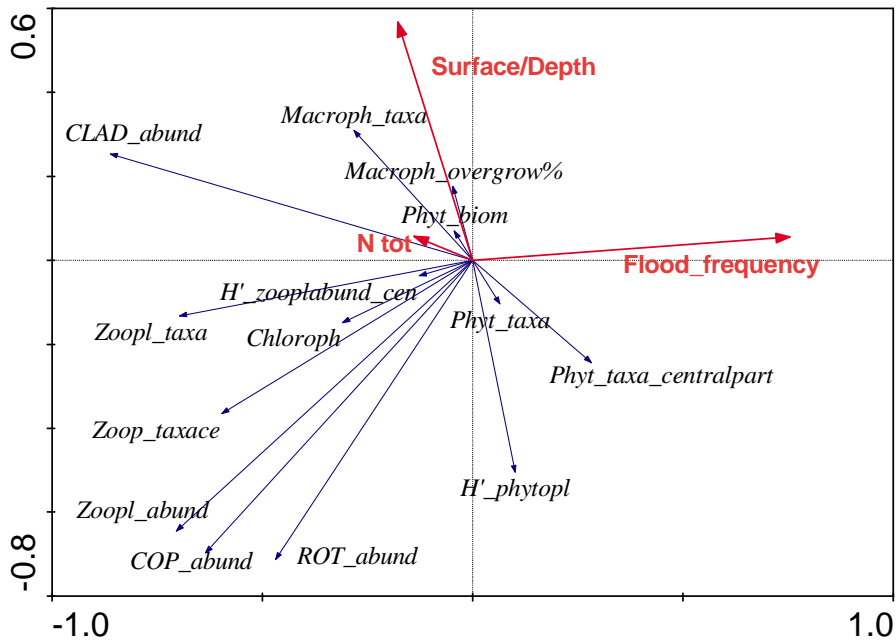 0.6
Surface/Depth
Macroph_taxa
CLAD_abund
Macroph_overgrow%
Phyt_biom
N tot
Flood_frequency
H'_zooplabund_cen
Zoopl_taxa
Chloroph
Phyt_taxa
Phyt_taxa_centralpart
Zoop_taxace
H'_phytopl
Zoopl_abund
COP_abund
ROT_abund
-0.8
-1.0
1.0